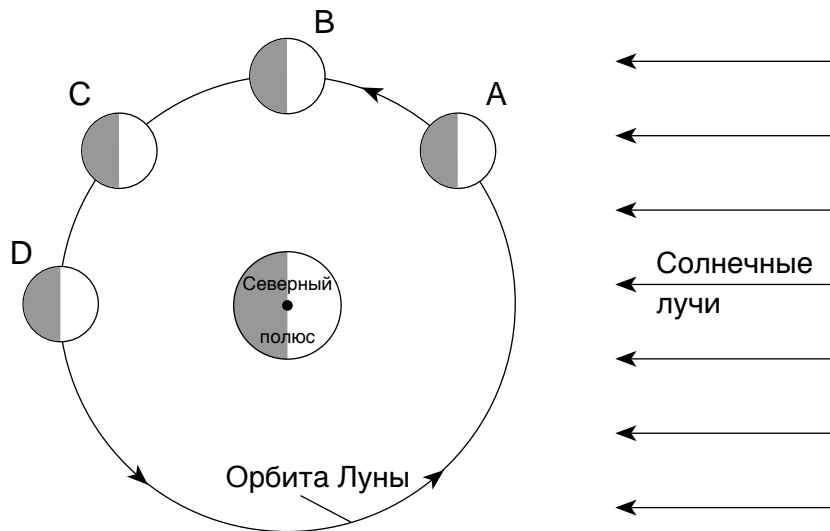 B
C
A
D
Солнечные
лучи
Северный
полюс
Орбита Луны